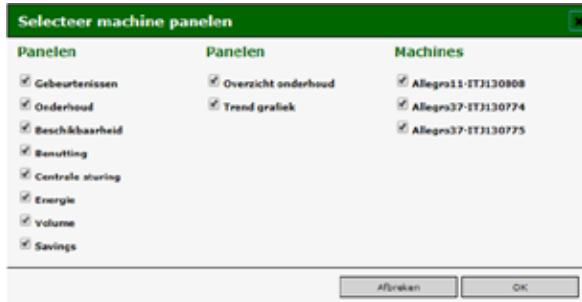 Selecteer machine panelen
Panelen Panelen Machines
Gebeurtenissen Overzicht onderhoud Allegro11-ITJ130808
Onderhoud Trend grafiek Allegro37-ITJ130774
Beschikbaarheid Allegro37-ITJ130775
Benutting
Centrale sturing
Energie
Volume
Savings
Afbreken OK